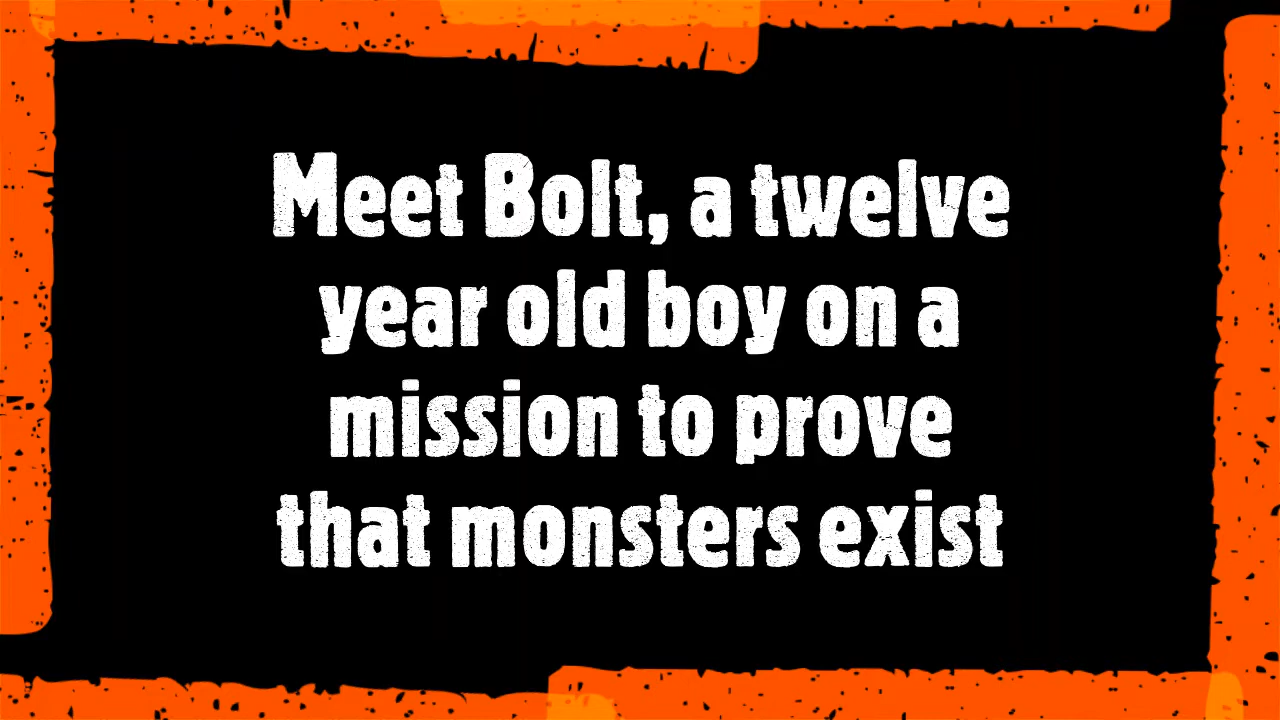 Meet Bolt, a twelve
year old boy on a
mission to prove
that monsters exist